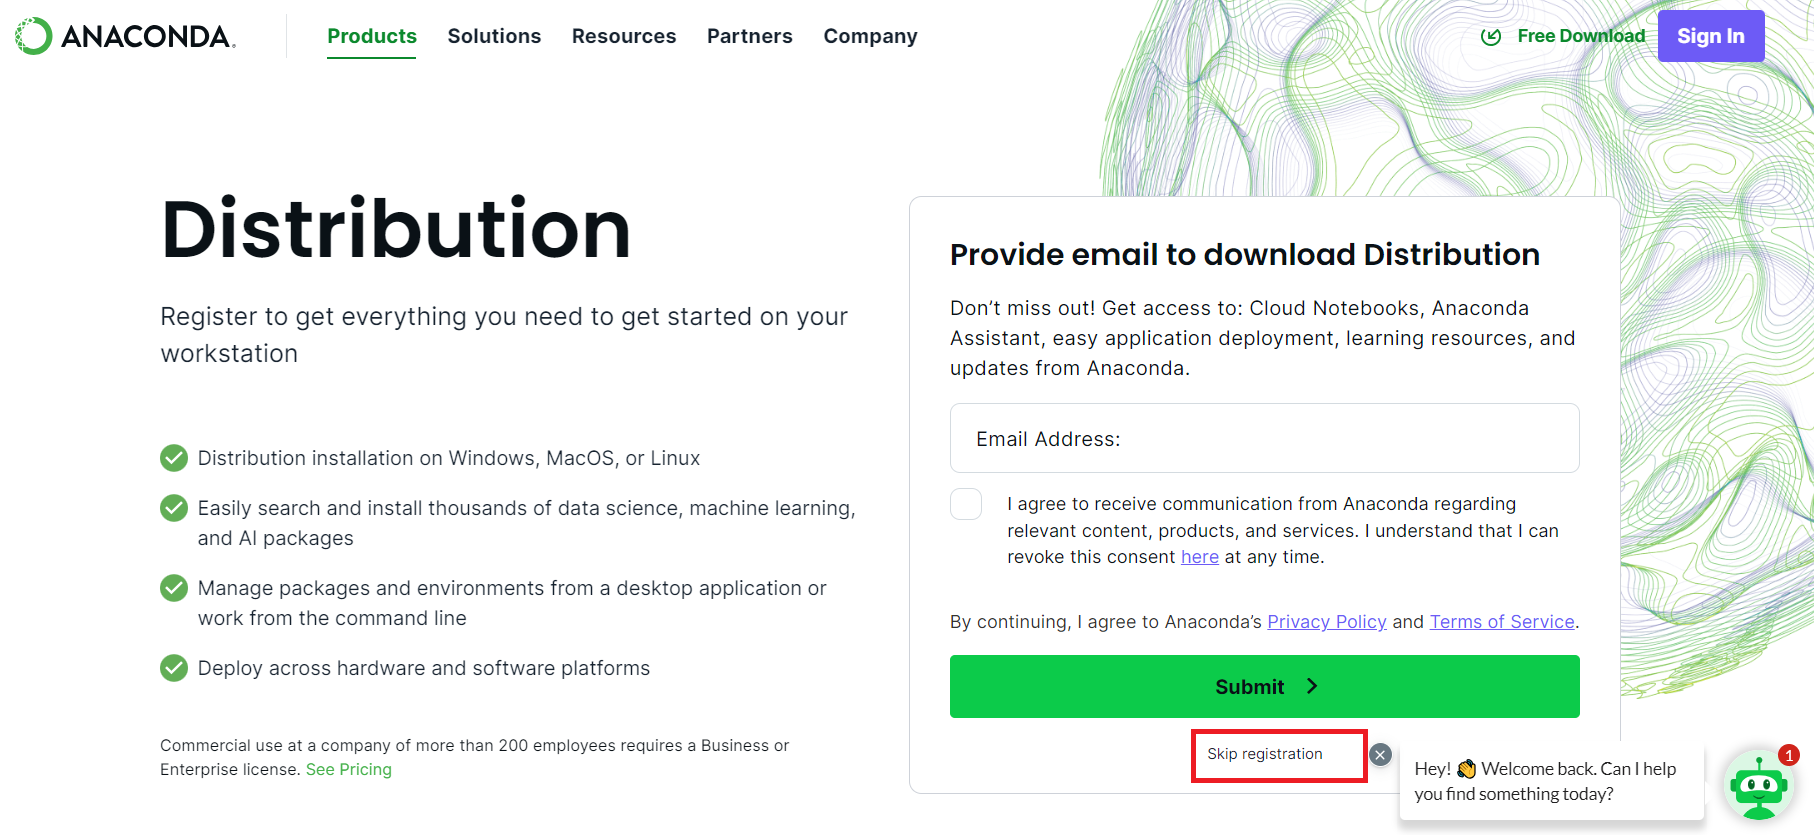 ANACONDA.
Products Solutions Resources Partners Company
Free Download
Sign In
Distribution
Register to get everything you need to get started on your
workstation
Distribution installation on Windows, MacOS, or Linux
Easily search and install thousands of data science, machine learning,
and AI packages
Manage packages and environments from a desktop application or
work from the command line
Deploy across hardware and software platforms
Commercial use at a company of more than 200 employees requires a Business or
Enterprise license. See Pricing
Provide email to download Distribution
Don’t miss out! Get access to: Cloud Notebooks, Anaconda
Assistant, easy application deployment, learning resources, and
updates from Anaconda.
Email Address:
I agree to receive communication from Anaconda regarding
relevant content, products, and services. I understand that I can
revoke this consent here at any time.
By continuing, I agree to Anaconda’s Privacy Policy and Terms of Service.
Submit
Skip registration
Hey! 👋 Welcome back. Can I help
you find something today?
1